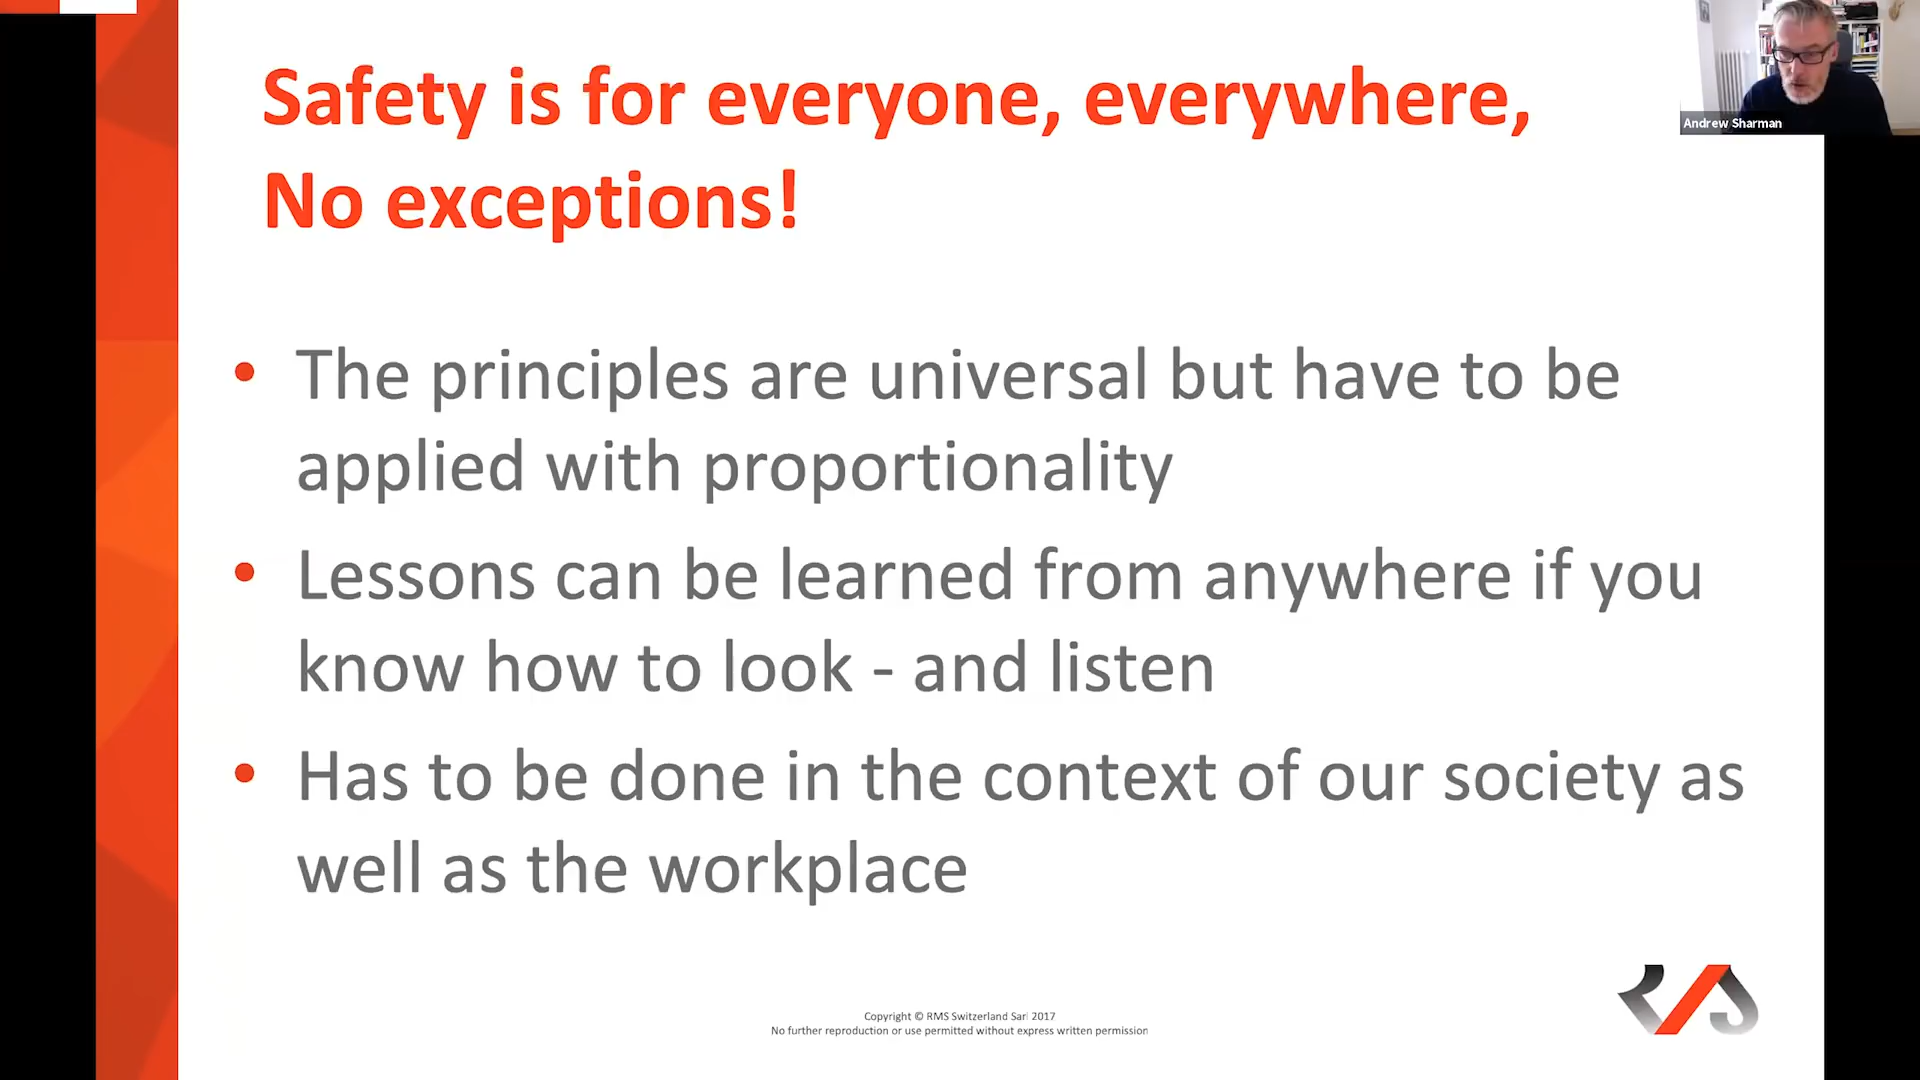 Safety is for everyone, everywhere,
No exceptions!
Andrew Sharman
• The principles are universal but have to be
applied with proportionality
• Lessons can be learned from anywhere if you
know how to look - and listen
• Has to be done in the context of our society as
well as the workplace
Copyright © RMS Switzerland Sarl 2017
No further reproduction or use permitted without express written permission